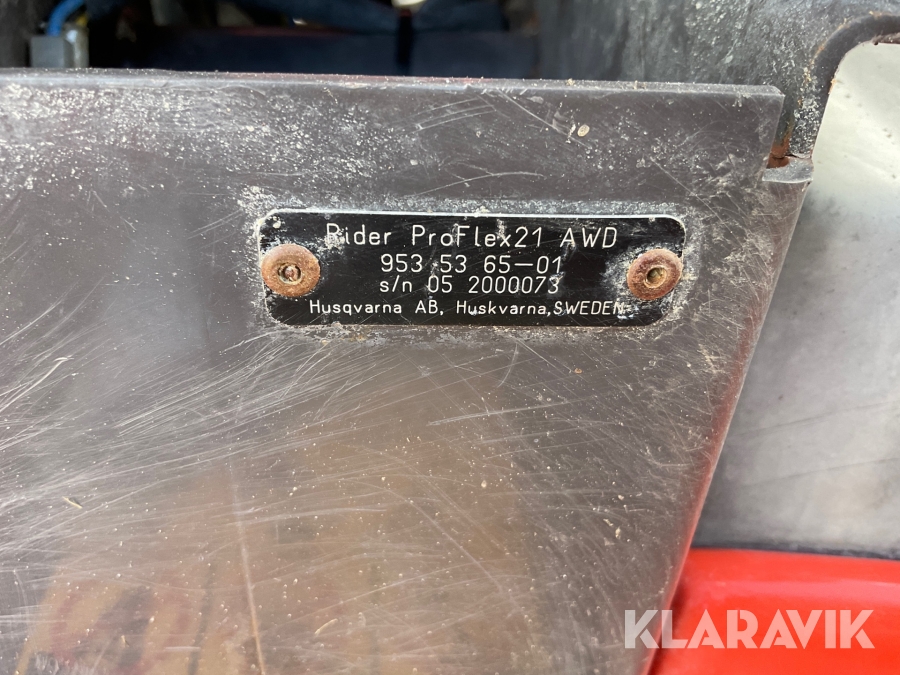 Rider ProFlex21 AWD
953 53 65-01
s/n 05 2000073
Husqvarna AB, Huskvarna, SWEDEN
KLARAVIK